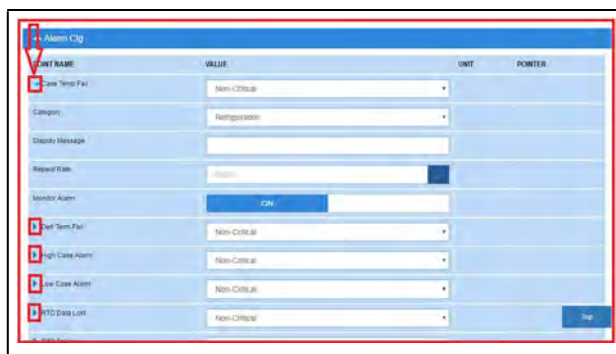 Alarm Cfg
POINT NAME VALUE UNIT POINTER
Case Temp Fail Non-Critical
Category Refrigeration
Display Message
Repeat Rate
Monitor Alarm ON
Defr Term Fail Non-Critical
High Case Alarm Non-Critical
Low Case Alarm Non-Critical
RTC Data Lost Non-Critical
Top